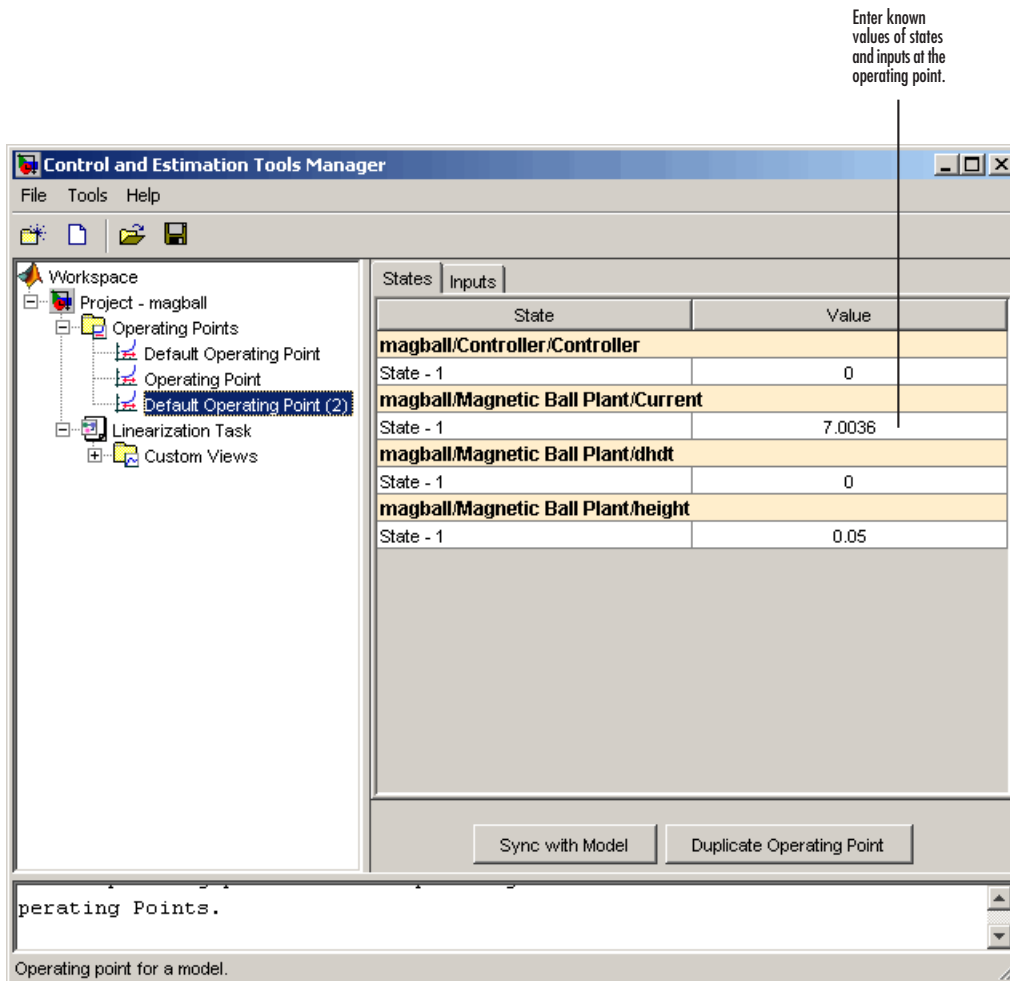 Enter known
values of states
and inputs at the
operating point.
Control and Estimation Tools Manager
File Tools Help
Workspace
Project - magball
Operating Points
Default Operating Point
Operating Point
Default Operating Point (2)
Linearization Task
Custom Views
States Inputs
State Value
magball/Controller/Controller
State - 1 0
magball/Magnetic Ball Plant/Current
State - 1 7.0036
magball/Magnetic Ball Plant/dhdt
State - 1 0
magball/Magnetic Ball Plant/height
State - 1 0.05
Sync with Model Duplicate Operating Point
perating Points.
Operating point for a model.